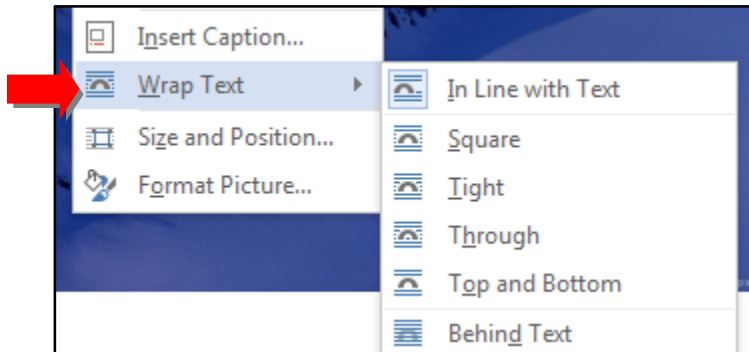 Insert Caption...
Wrap Text
Size and Position...
Format Picture...
In Line with Text
Square
Tight
Through
Top and Bottom
Behind Text